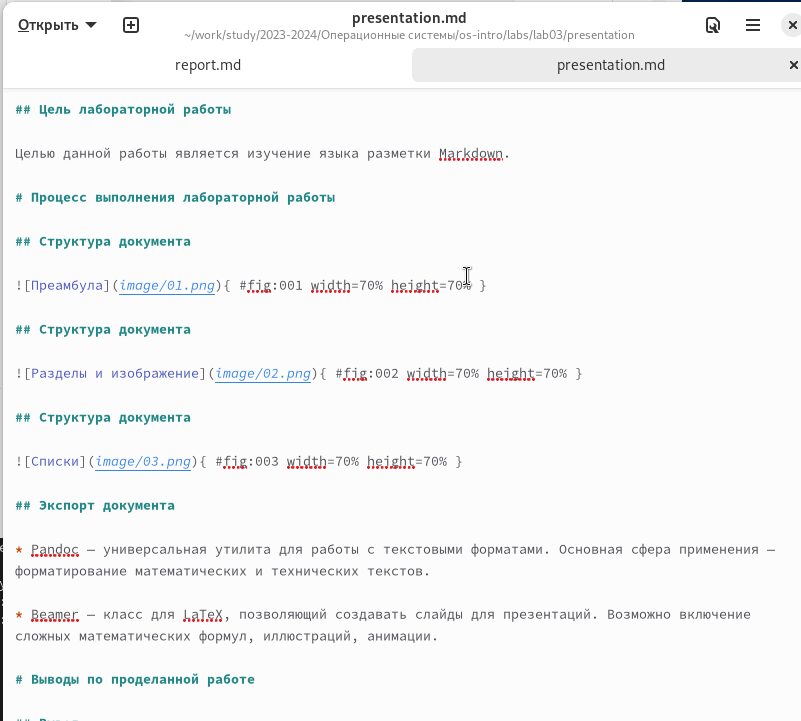 Открыть
presentation.md
~/work/study/2023-2024/Операционные системы/os-intro/labs/lab03/presentation
report.md
presentation.md
## Цель лабораторной работы
Целью данной работы является изучение языка разметки Markdown.
# Процесс выполнения лабораторной работы
## Структура документа
![Преамбула](image/01.png){ #fig:001 width=70% height=70% }
## Структура документа
![Разделы и изображение](image/02.png){ #fig:002 width=70% height=70% }
## Структура документа
![Списки](image/03.png){ #fig:003 width=70% height=70% }
## Экспорт документа
* Pandoc — универсальная утилита для работы с текстовыми форматами. Основная сфера применения —
форматирование математических и технических текстов.
* Beamer — класс для LaTeX, позволяющий создавать слайды для презентаций. Возможно включение
сложных математических формул, иллюстраций, анимации.
# Выводы по проделанной работе